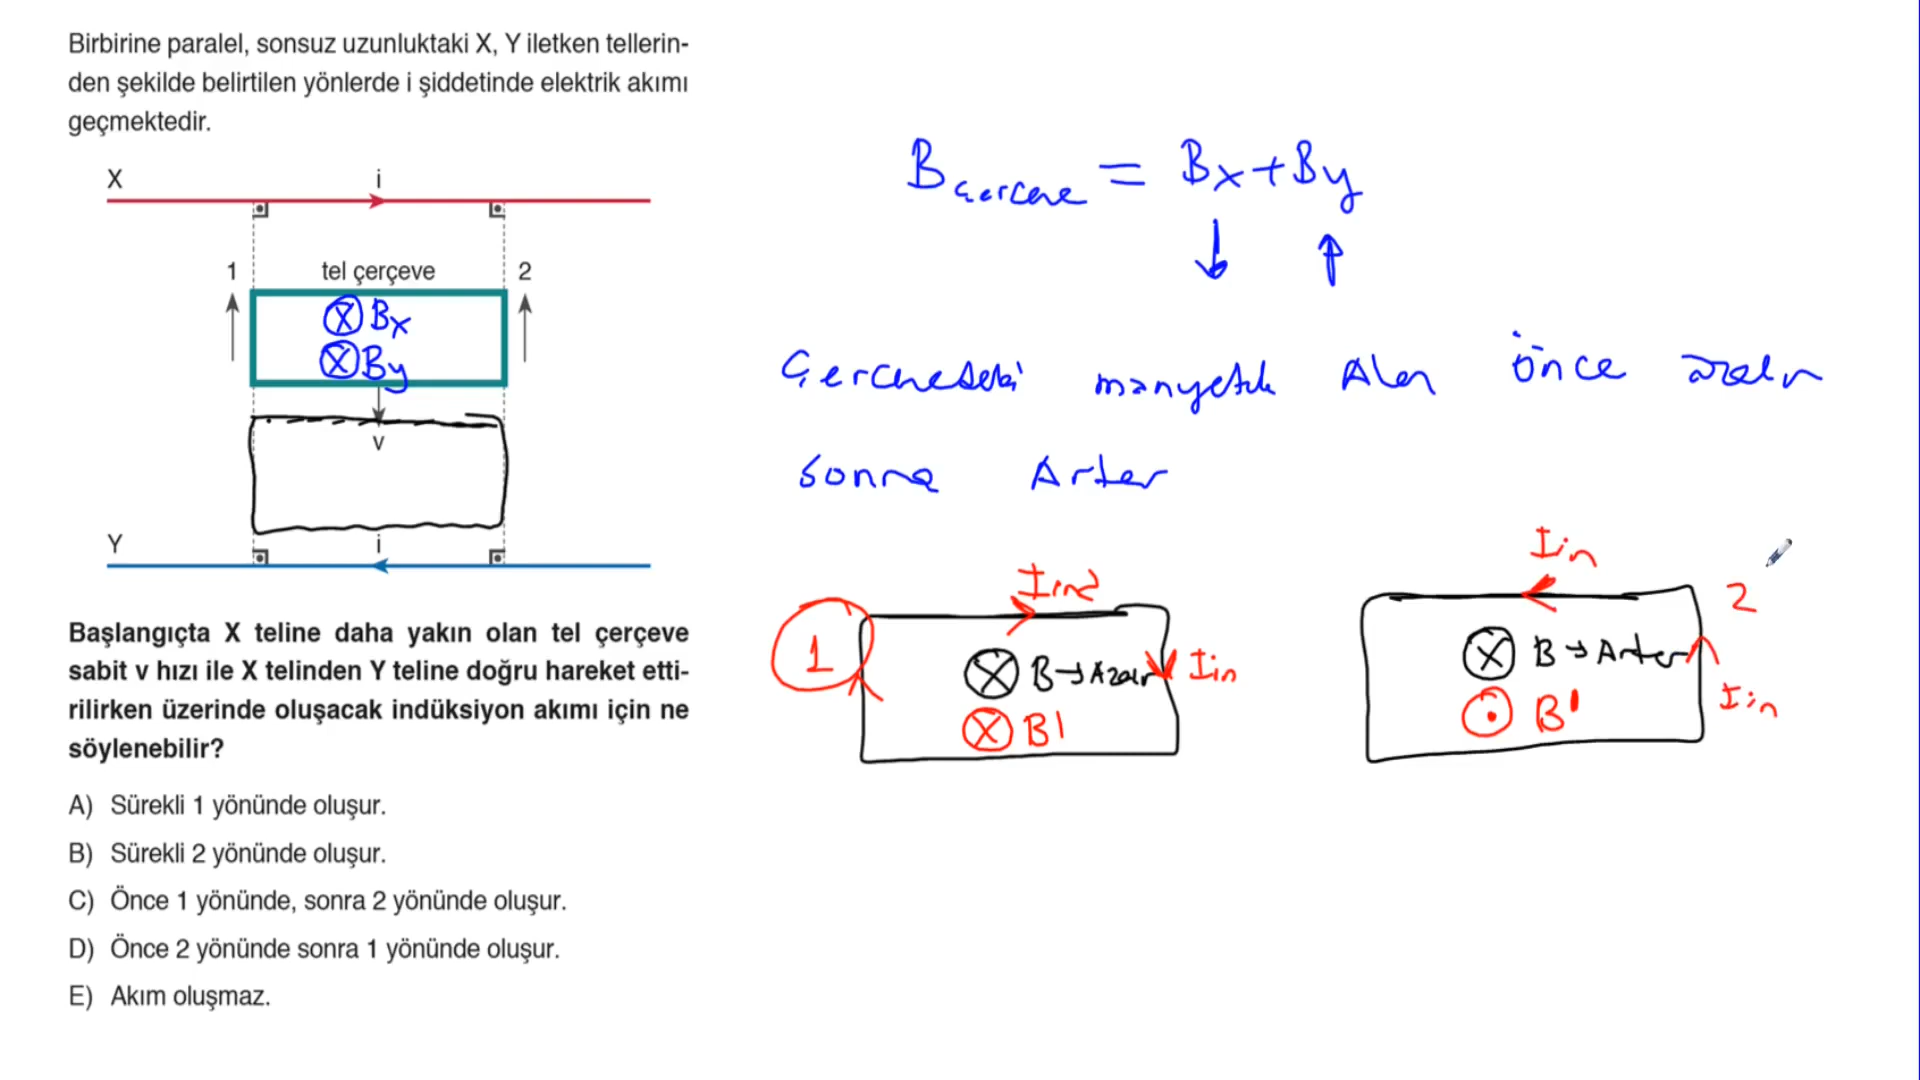 Birbirine paralel, sonsuz uzunluktaki X, Y iletken tellerin-
den şekilde belirtilen yönlerde i şiddetinde elektrik akımı
geçmektedir.
X
i
1
tel çerçeve
2
⊗ Bx
⊗ By
v
Y
i
Başlangıçta X teline daha yakın olan tel çerçeve
sabit v hızı ile X telinden Y teline doğru hareket etti-
rilirken üzerinde oluşacak indüksiyon akımı için ne
söylenebilir?
A) Sürekli 1 yönünde oluşur.
B) Sürekli 2 yönünde oluşur.
C) Önce 1 yönünde, sonra 2 yönünde oluşur.
D) Önce 2 yönünde sonra 1 yönünde oluşur.
E) Akım oluşmaz.
B çerçeve = Bx + By
↓ ↑
Çerçevedeki manyetik Alan önce azalır
sonra Artar
1
Iind
⊗ B → Azalır
Iin
⊗ B'
Iin
2
⊗ B → Artar
⊙ B'
Iin